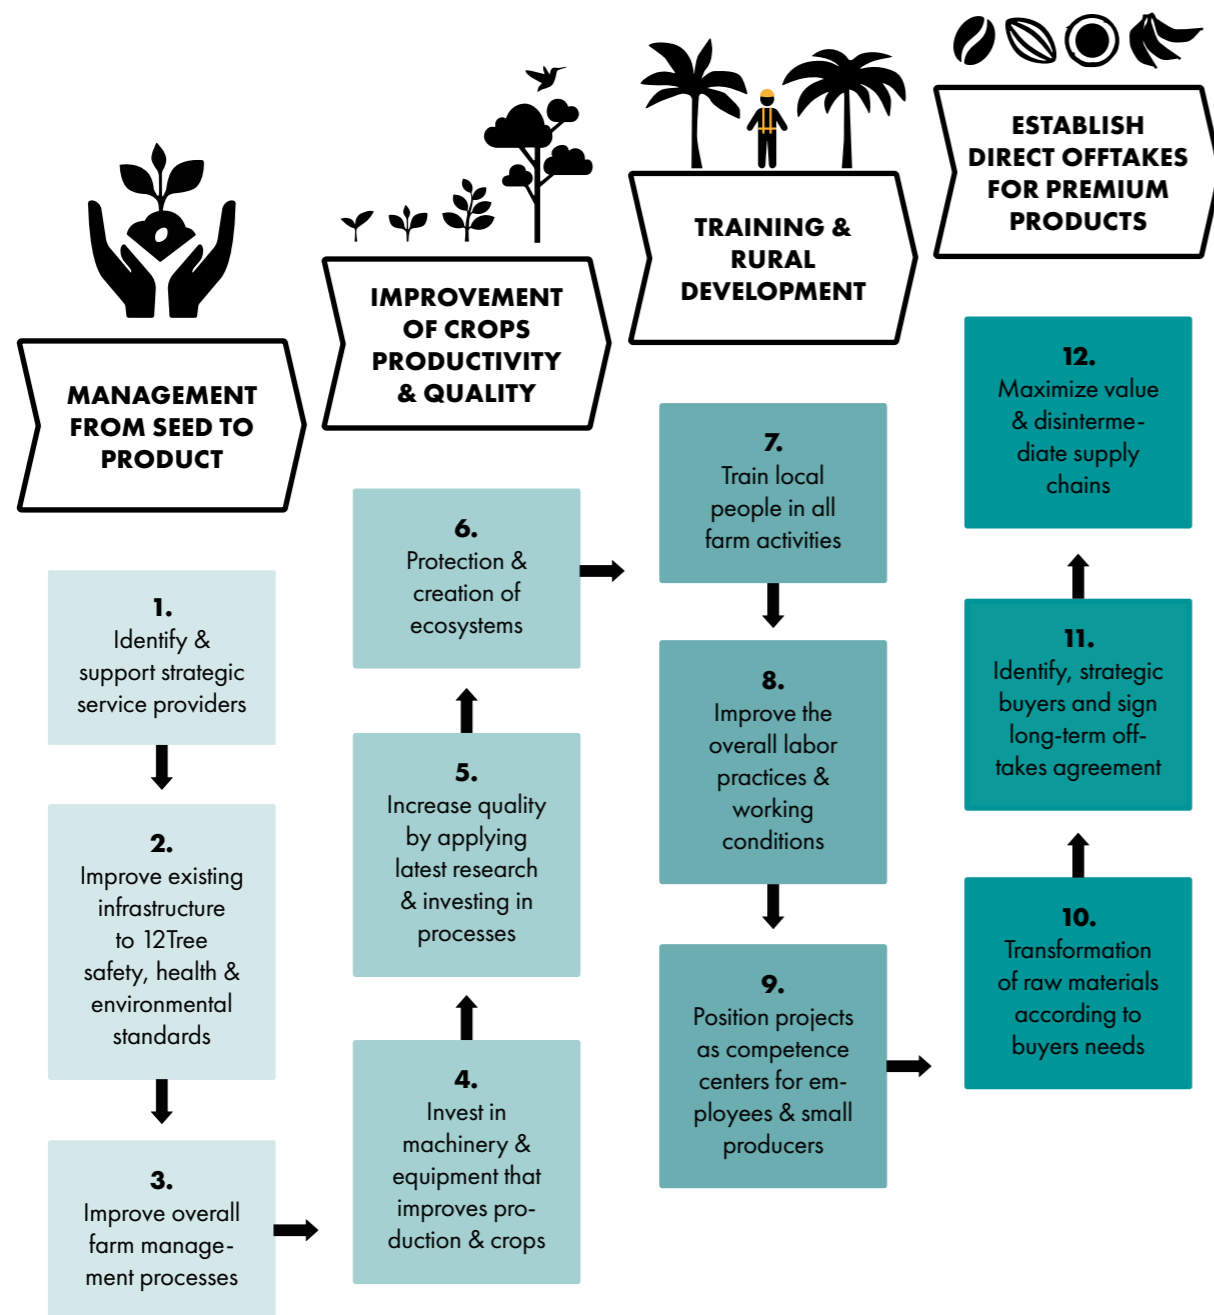 MANAGEMENT
FROM SEED TO
PRODUCT
1.
Identify &
support strategic
service providers
2.
Improve existing
infrastructure
to 12Tree
safety, health &
environmental
standards
3.
Improve overall
farm manage-
ment processes
IMPROVEMENT
OF CROPS
PRODUCTIVITY
& QUALITY
6.
Protection &
creation of
ecosystems
5.
Increase quality
by applying
latest research
& investing in
processes
4.
Invest in
machinery &
equipment that
improves pro-
duction & crops
TRAINING &
RURAL
DEVELOPMENT
7.
Train local
people in all
farm activities
8.
Improve the
overall labor
practices &
working
conditions
9.
Position projects
as competence
centers for em-
ployees & small
producers
ESTABLISH
DIRECT OFFTAKES
FOR PREMIUM
PRODUCTS
12.
Maximize value
& disinterme-
diate supply
chains
11.
Identify, strategic
buyers and sign
long-term off-
takes agreement
10.
Transformation
of raw materials
according to
buyers needs